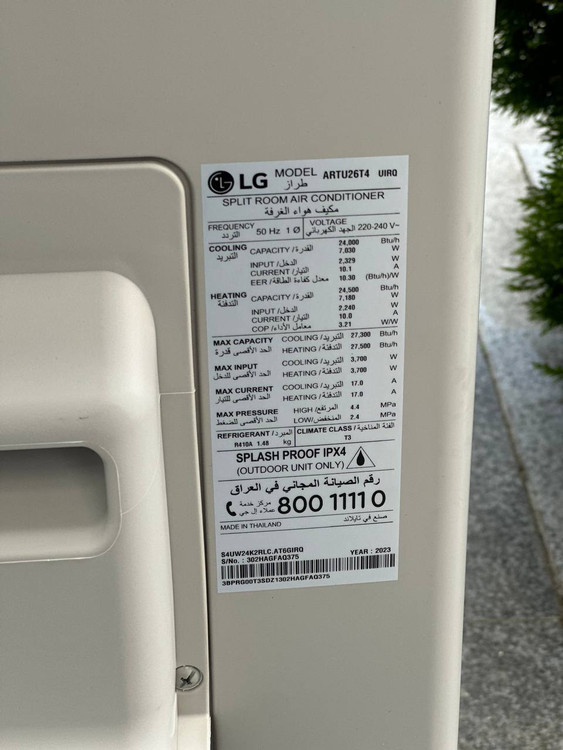 LG MODEL طراز ARTU26T4 UIRQ
SPLIT ROOM AIR CONDITIONER
مكيف هواء الغرفة
FREQUENCY التردد 50 Hz 1 Ø VOLTAGE الجهد الكهربائي 220-240 V~
COOLING التبريد CAPACITY / القدرة 24,000 Btu/h
7,030 W
INPUT / الدخل 2,329 W
CURRENT / التيار 10.1 A
EER / معدل كفاءة الطاقة 10.30 (Btu/h)/W
HEATING التدفئة CAPACITY / القدرة 24,500 Btu/h
7,180 W
INPUT / الدخل 2,240 W
CURRENT / التيار 10.0 A
COP / معامل الأداء 3.21 W/W
MAX CAPACITY COOLING / التبريد 27,300 Btu/h
الحد الأقصى قدرة HEATING / التدفئة 27,500 Btu/h
MAX INPUT COOLING / التبريد 3,700 W
الحد الأقصى للدخل HEATING / التدفئة 3,700 W
MAX CURRENT COOLING / التبريد 17.0 A
الحد الأقصى للتيار HEATING / التدفئة 17.0 A
MAX PRESSURE HIGH / المرتفع 4.4 MPa
الحد الأقصى للضغط LOW / المنخفض 2.4 MPa
REFRIGERANT / المبرد CLIMATE CLASS / الفئة المناخية
R410A 1.48 kg T3
SPLASH PROOF IPX4
(OUTDOOR UNIT ONLY)
رقم الصيانة المجاني في العراق
مركز خدمة عملاء إل جي 800 1111 0
MADE IN THAILAND صنع في تايلاند
S4UW24K2RLC.AT6GIRQ
S/No. : 302HAGFAQ375 YEAR : 2023
3BPRG00T3SDZ1302HAGFAQ375